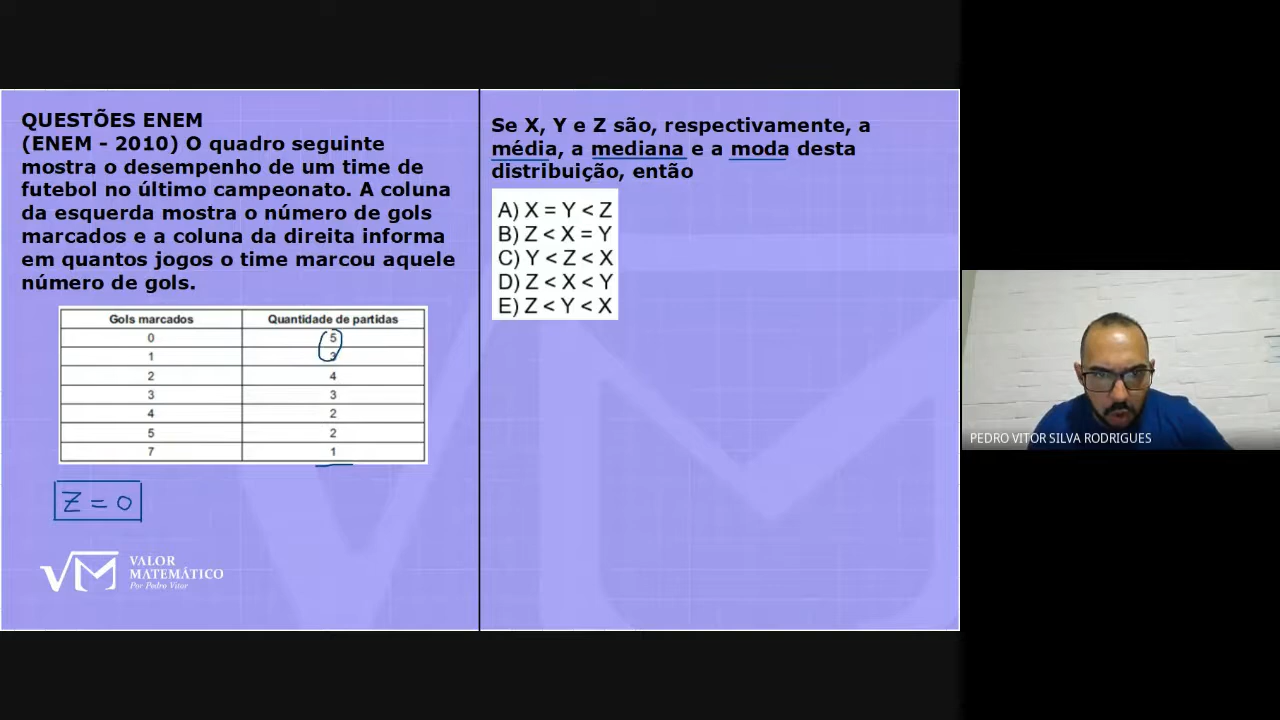 QUESTÕES ENEM
(ENEM - 2010) O quadro seguinte
mostra o desempenho de um time de
futebol no último campeonato. A coluna
da esquerda mostra o número de gols
marcados e a coluna da direita informa
em quantos jogos o time marcou aquele
número de gols.
Gols marcados Quantidade de partidas
0 5
1 3
2 4
3 3
4 2
5 2
7 1
Z = 0
VM VALOR
MATEMÁTICO
Por Pedro Vitor
Se X, Y e Z são, respectivamente, a
média, a mediana e a moda desta
distribuição, então
A) X = Y < Z
B) Z < X = Y
C) Y < Z < X
D) Z < X < Y
E) Z < Y < X
PEDRO VITOR SILVA RODRIGUES